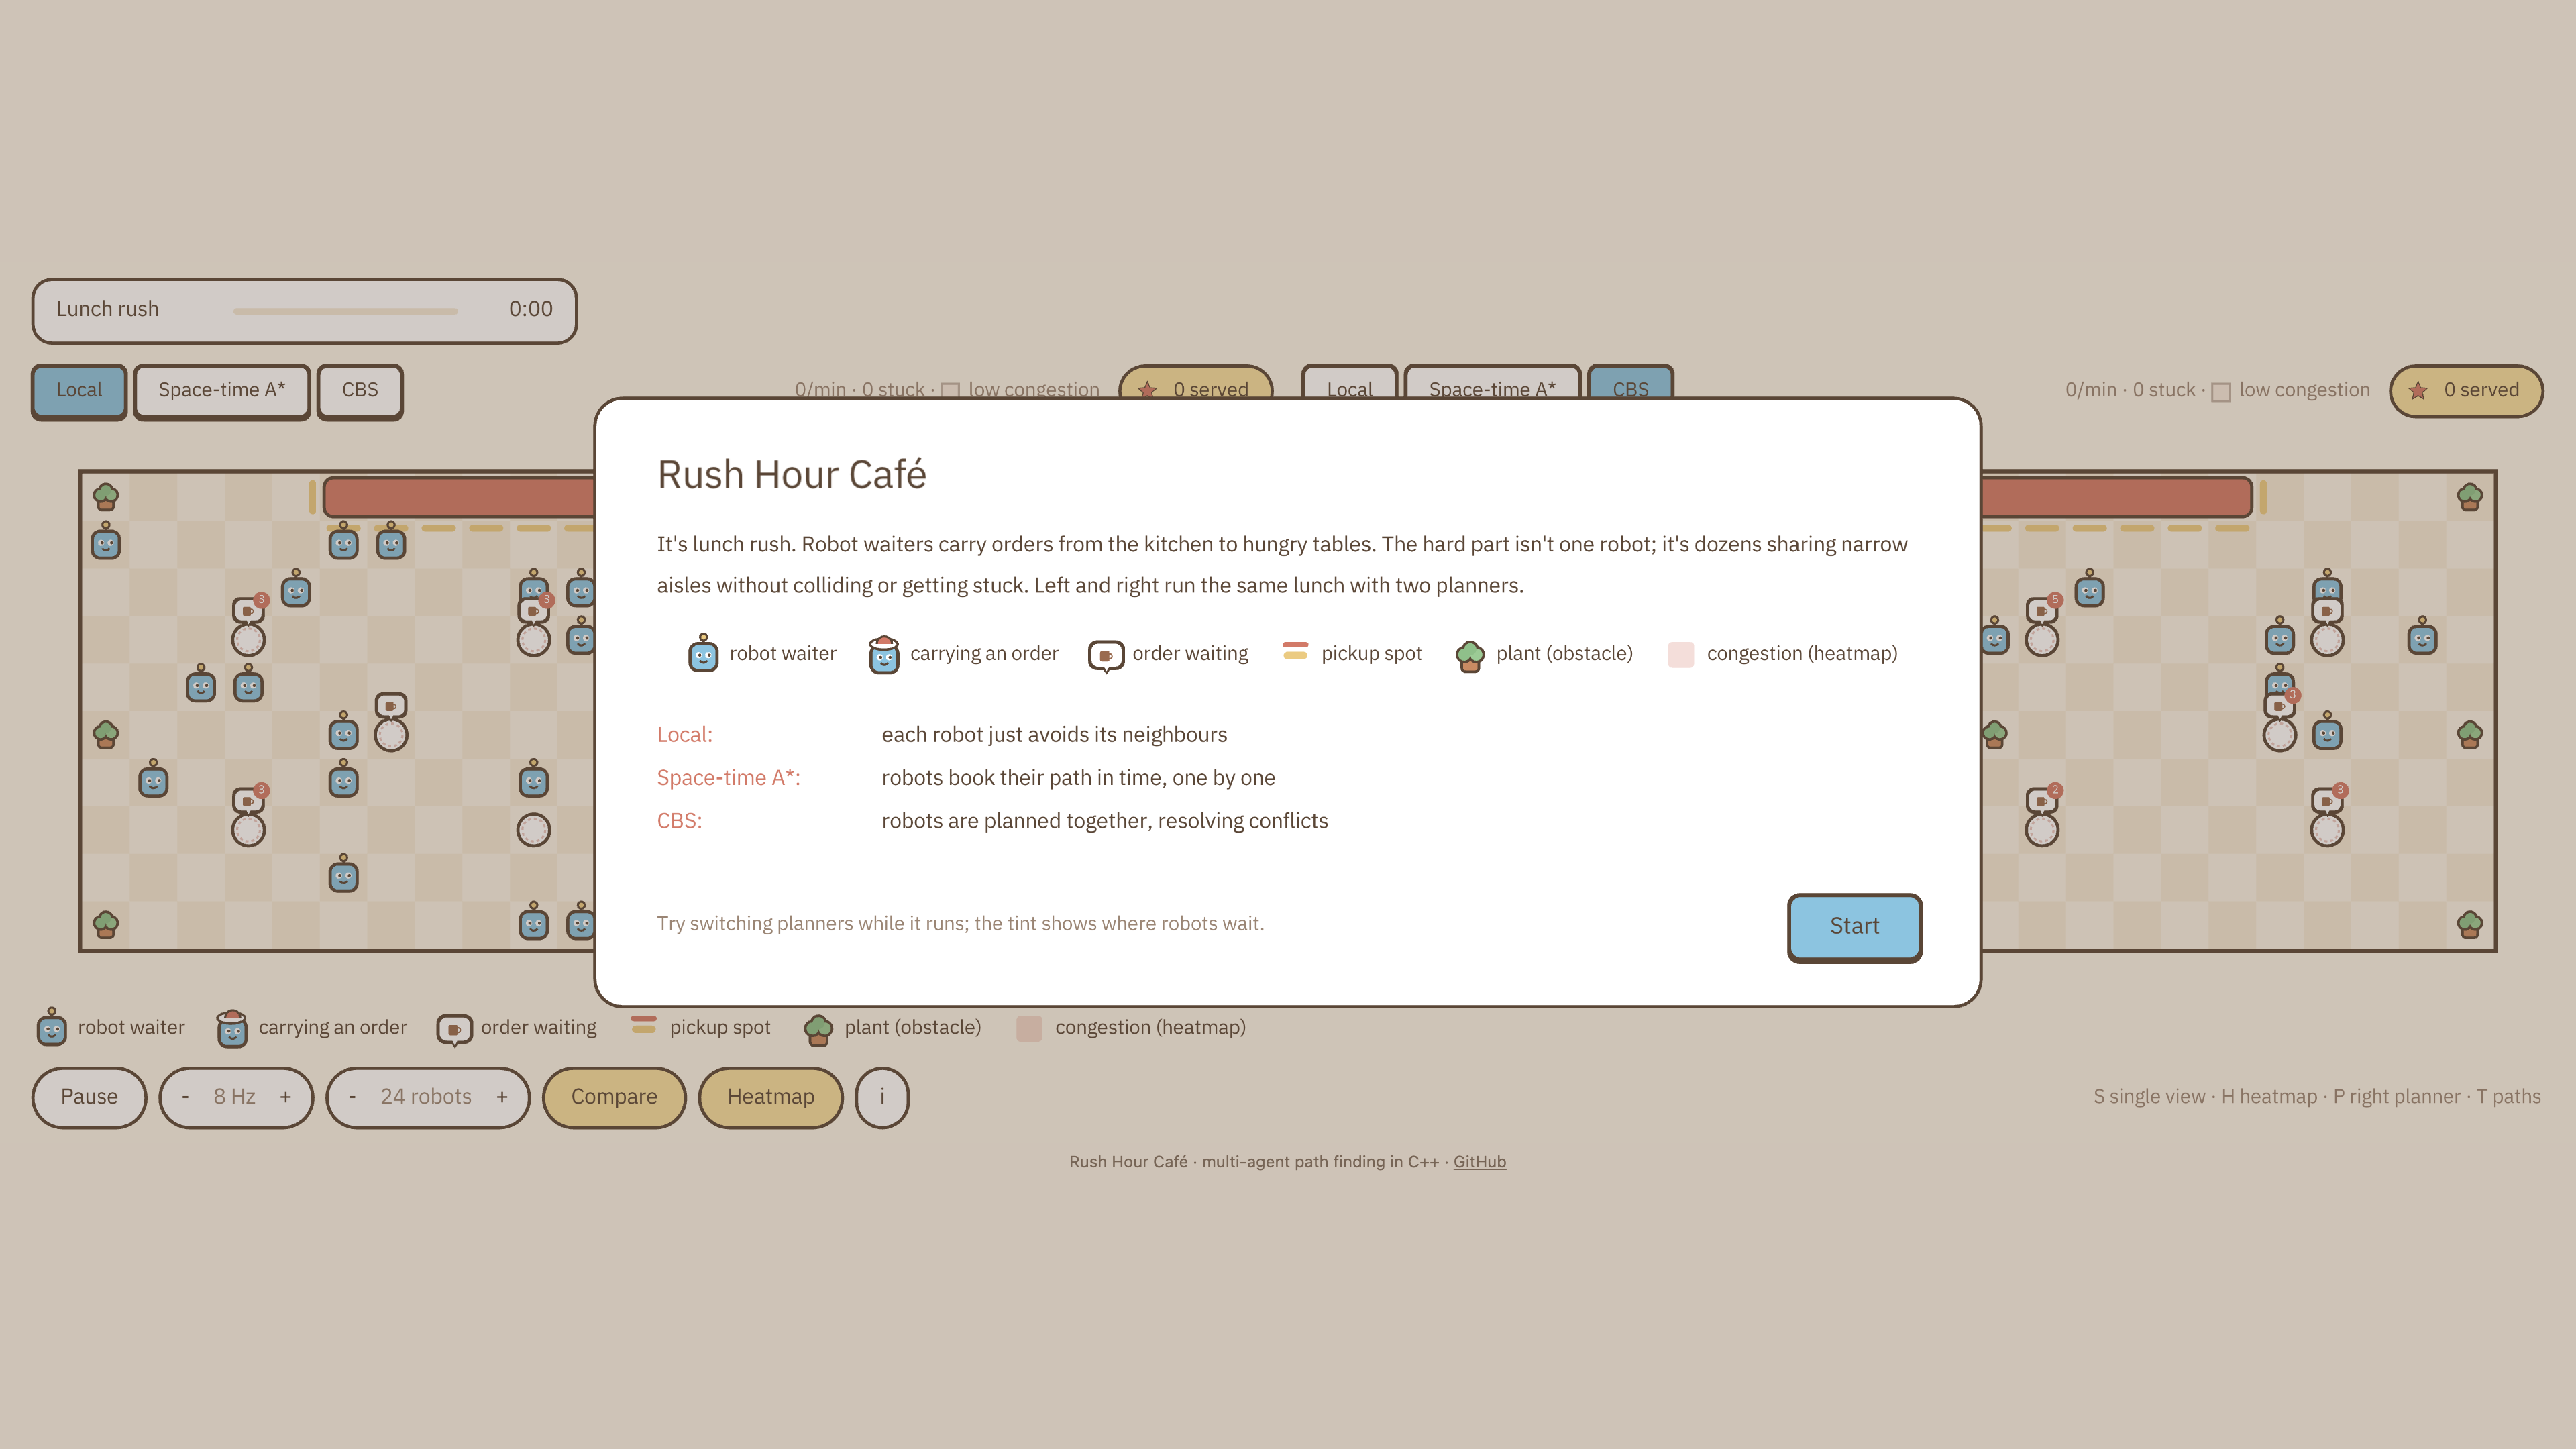 Lunch rush 0:00
Local Space-time A* CBS 0/min · 0 stuck · low congestion 0 served Local Space-time A* CBS 0/min · 0 stuck · low congestion 0 served
Rush Hour Café
It's lunch rush. Robot waiters carry orders from the kitchen to hungry tables. The hard part isn't one robot; it's dozens sharing narrow
aisles without colliding or getting stuck. Left and right run the same lunch with two planners.
3 3 5
robot waiter carrying an order order waiting pickup spot plant (obstacle) congestion (heatmap)
3
Local: each robot just avoids its neighbours
Space-time A*: robots book their path in time, one by one
3 2 3
CBS: robots are planned together, resolving conflicts
Try switching planners while it runs; the tint shows where robots wait. Start
robot waiter carrying an order order waiting pickup spot plant (obstacle) congestion (heatmap)
Pause - 8 Hz + - 24 robots + Compare Heatmap i S single view · H heatmap · P right planner · T paths
Rush Hour Café · multi-agent path finding in C++ · GitHub